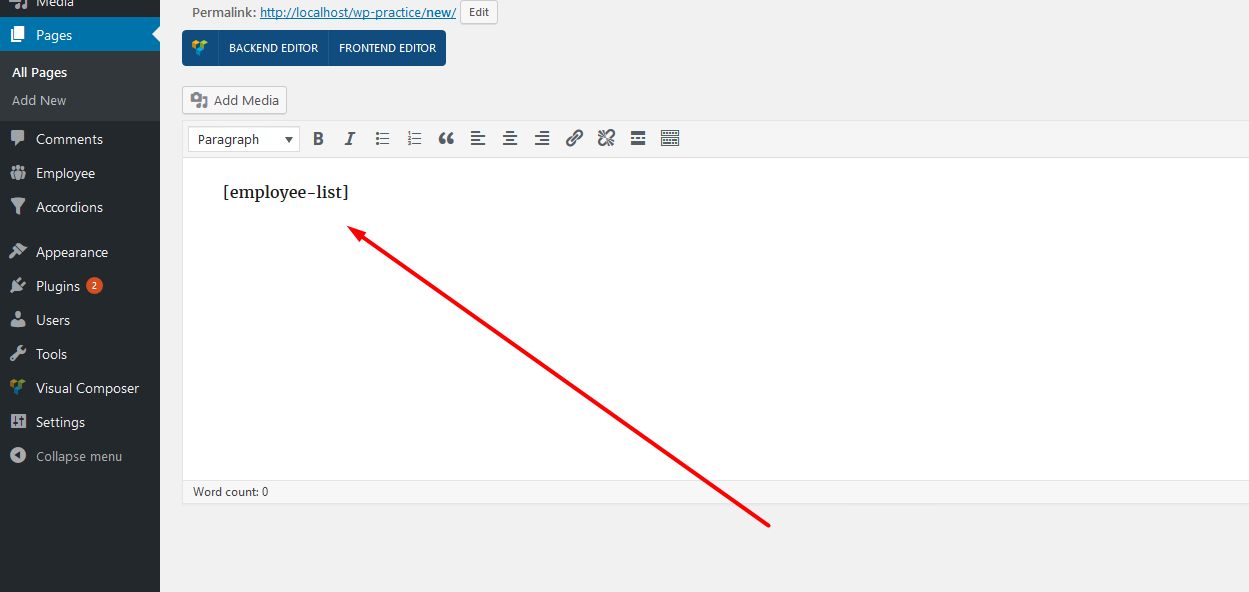 Media
Permalink: http://localhost/wp-practice/new/ Edit
Pages
BACKEND EDITOR FRONTEND EDITOR
All Pages
Add New
Add Media
Paragraph
Comments
Employee
[employee-list]
Accordions
Appearance
Plugins 2
Users
Tools
Visual Composer
Settings
Collapse menu
Word count: 0